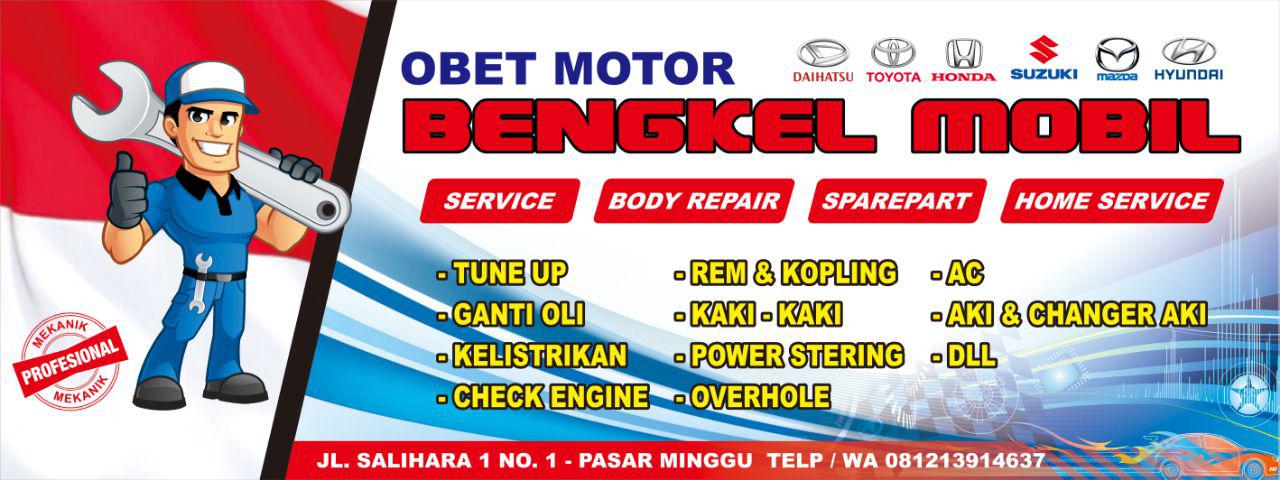 OBET MOTOR
DAIHATSU TOYOTA HONDA SUZUKI mazda HYUNDAI
BENGKEL MOBIL
SERVICE BODY REPAIR SPAREPART HOME SERVICE
- TUNE UP - REM & KOPLING - AC
- GANTI OLI - KAKI - KAKI - AKI & CHANGER AKI
- KELISTRIKAN - POWER STERING - DLL
- CHECK ENGINE - OVERHOLE
MEKANIK
PROFESIONAL
MEKANIK
JL. SALIHARA 1 NO. 1 - PASAR MINGGU TELP / WA 081213914637